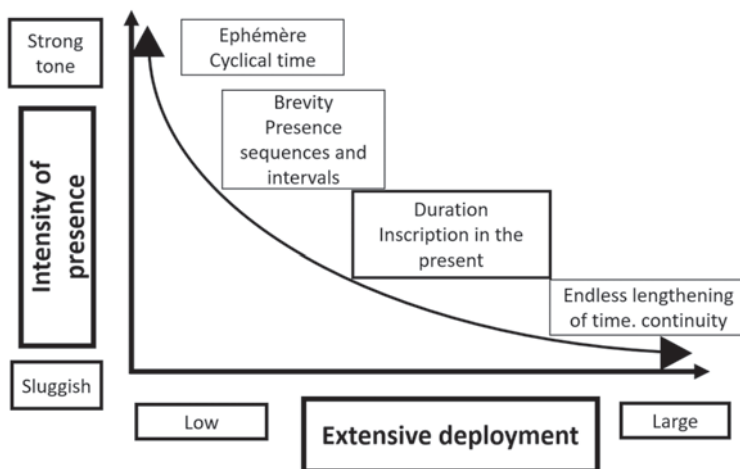 Strong
tone
Ephémère
Cyclical time
Brevity
Presence
sequences and
intervals
Intensity of
presence
Duration
Inscription in the
present
Endless lengthening
of time. continuity
Sluggish
Low
Extensive deployment
Large